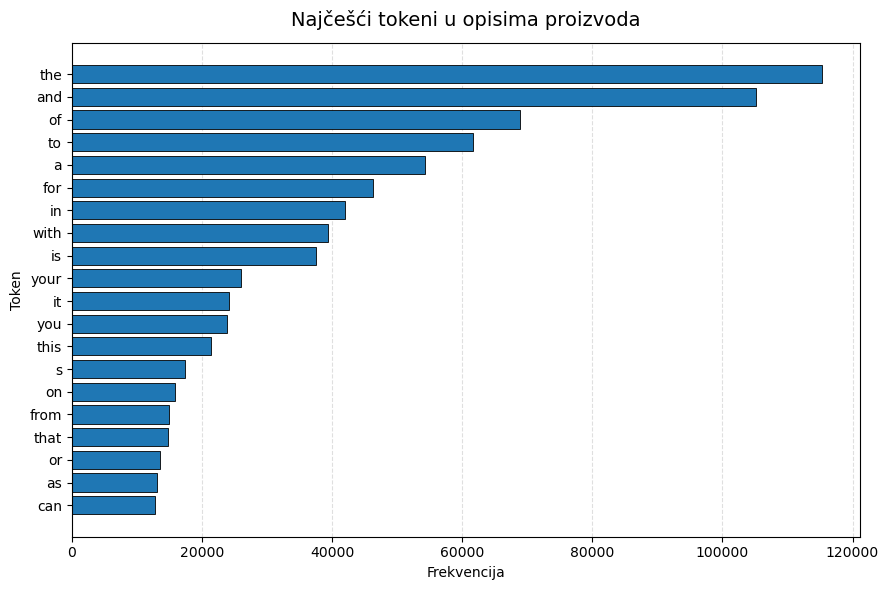 Najčešći tokeni u opisima proizvoda
Token
the
and
of
to
a
for
in
with
is
your
it
you
this
s
on
from
that
or
as
can
0 20000 40000 60000 80000 100000 120000
Frekvencija